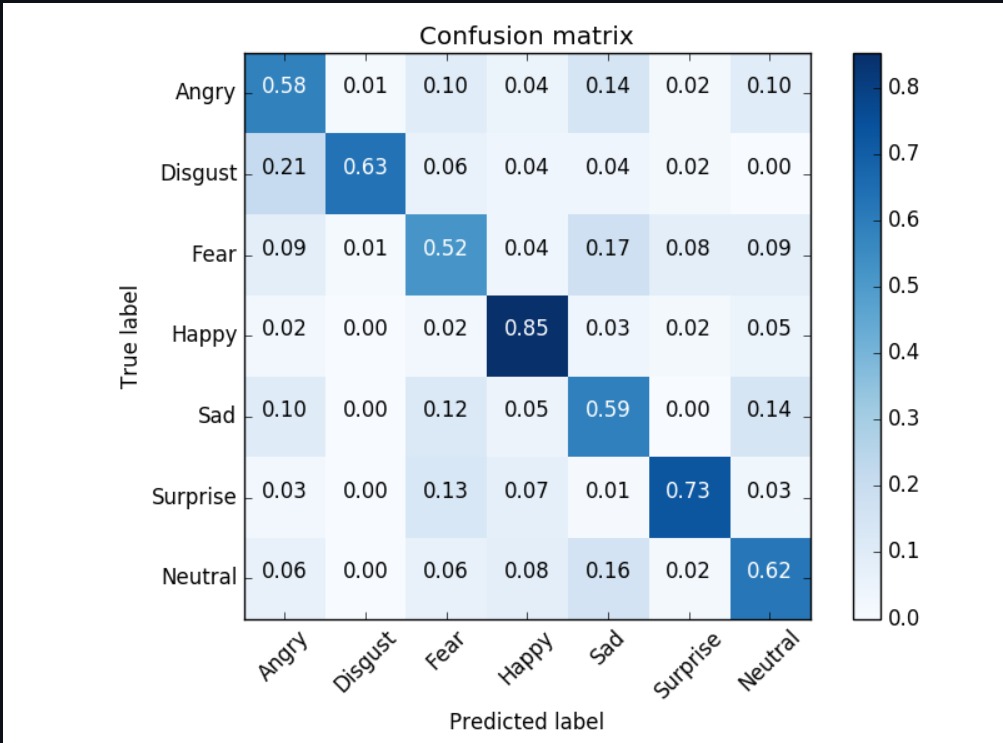 Confusion matrix
Angry 0.58 0.01 0.10 0.04 0.14 0.02 0.10
Disgust 0.21 0.63 0.06 0.04 0.04 0.02 0.00
Fear 0.09 0.01 0.52 0.04 0.17 0.08 0.09
Happy 0.02 0.00 0.02 0.85 0.03 0.02 0.05
Sad 0.10 0.00 0.12 0.05 0.59 0.00 0.14
Surprise 0.03 0.00 0.13 0.07 0.01 0.73 0.03
Neutral 0.06 0.00 0.06 0.08 0.16 0.02 0.62
True label
Angry Disgust Fear Happy Sad Surprise Neutral
Predicted label
0.8
0.7
0.6
0.5
0.4
0.3
0.2
0.1
0.0